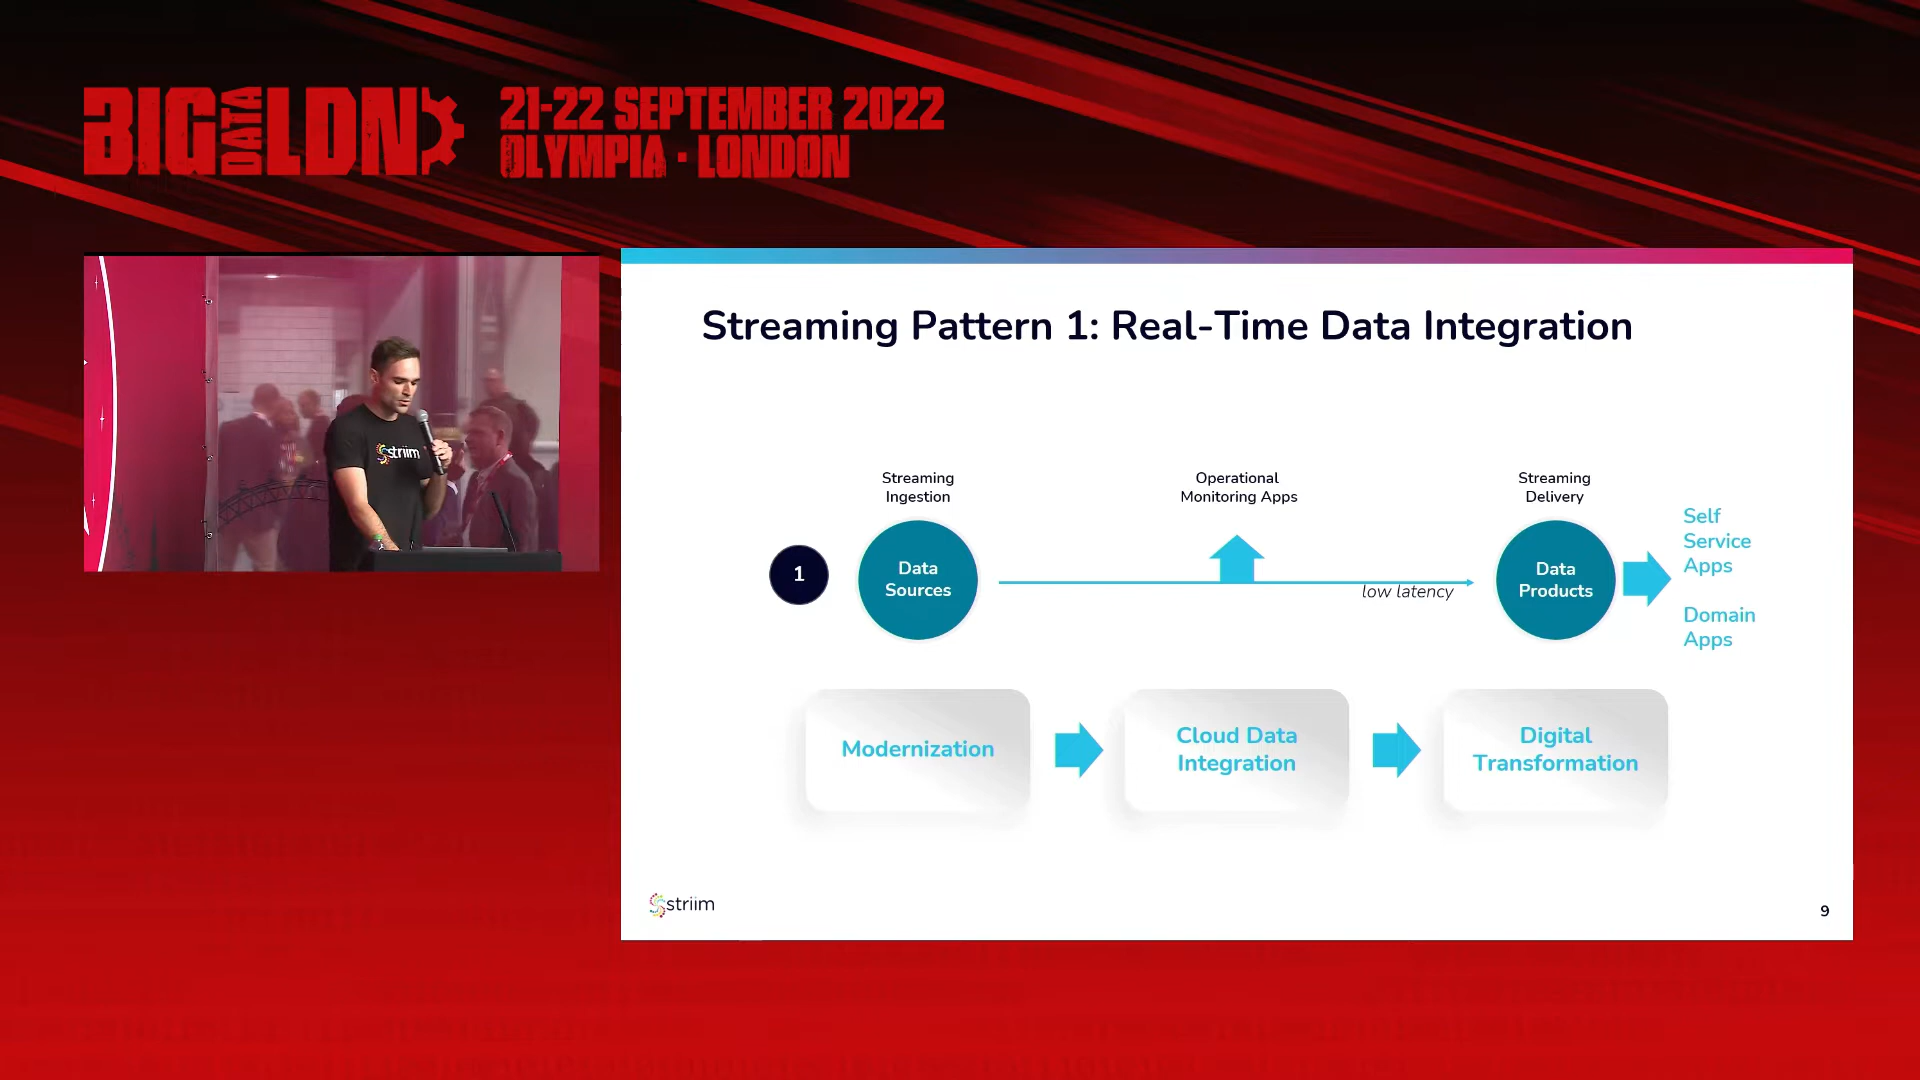 BIG DATA LDN
21-22 SEPTEMBER 2022
OLYMPIA · LONDON
striim
Streaming Pattern 1: Real-Time Data Integration
Streaming
Ingestion
Operational
Monitoring Apps
Streaming
Delivery
1
Data
Sources
low latency
Data
Products
Self
Service
Apps
Domain
Apps
Modernization
Cloud Data
Integration
Digital
Transformation
striim
9